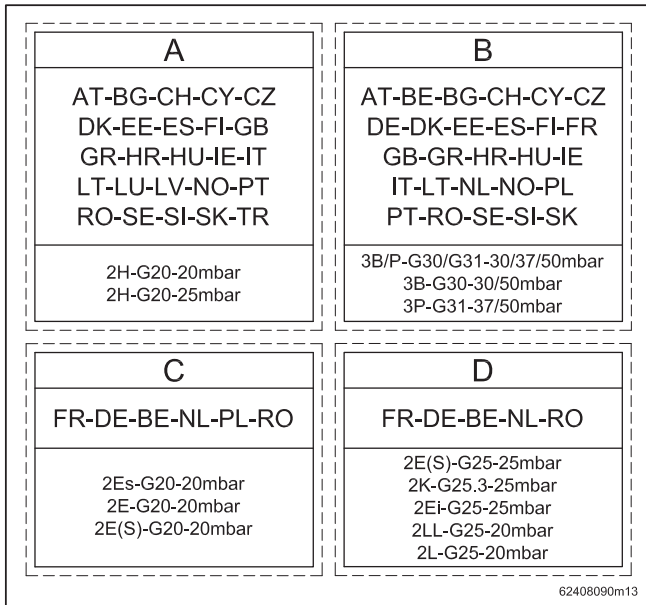 A
AT-BG-CH-CY-CZ
DK-EE-ES-FI-GB
GR-HR-HU-IE-IT
LT-LU-LV-NO-PT
RO-SE-SI-SK-TR
2H-G20-20mbar
2H-G20-25mbar
B
AT-BE-BG-CH-CY-CZ
DE-DK-EE-ES-FI-FR
GB-GR-HR-HU-IE
IT-LT-NL-NO-PL
PT-RO-SE-SI-SK
3B/P-G30/G31-30/37/50mbar
3B-G30-30/50mbar
3P-G31-37/50mbar
C
FR-DE-BE-NL-PL-RO
2Es-G20-20mbar
2E-G20-20mbar
2E(S)-G20-20mbar
D
FR-DE-BE-NL-RO
2E(S)-G25-25mbar
2K-G25.3-25mbar
2Ei-G25-25mbar
2LL-G25-20mbar
2L-G25-20mbar
62408090m13